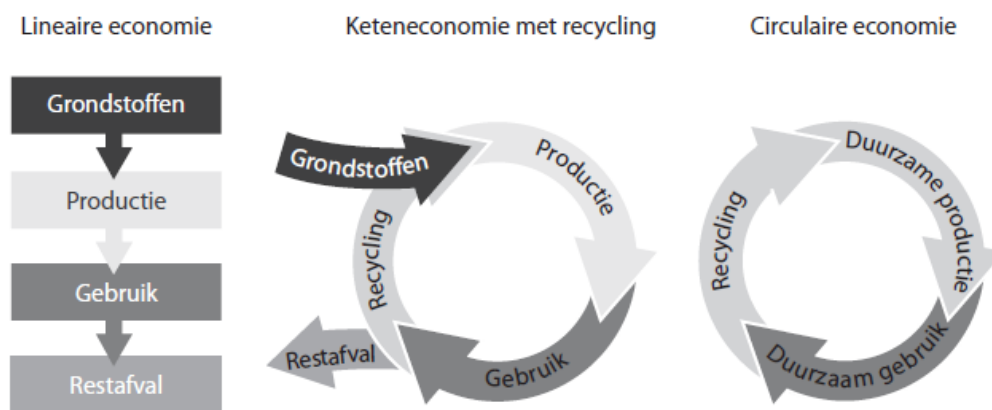 Lineaire economie
Grondstoffen
Productie
Gebruik
Restafval
Keteneconomie met recycling
Grondstoffen
Productie
Gebruik
Recycling
Restafval
Circulaire economie
Duurzame productie
Duurzaam gebruik
Recycling